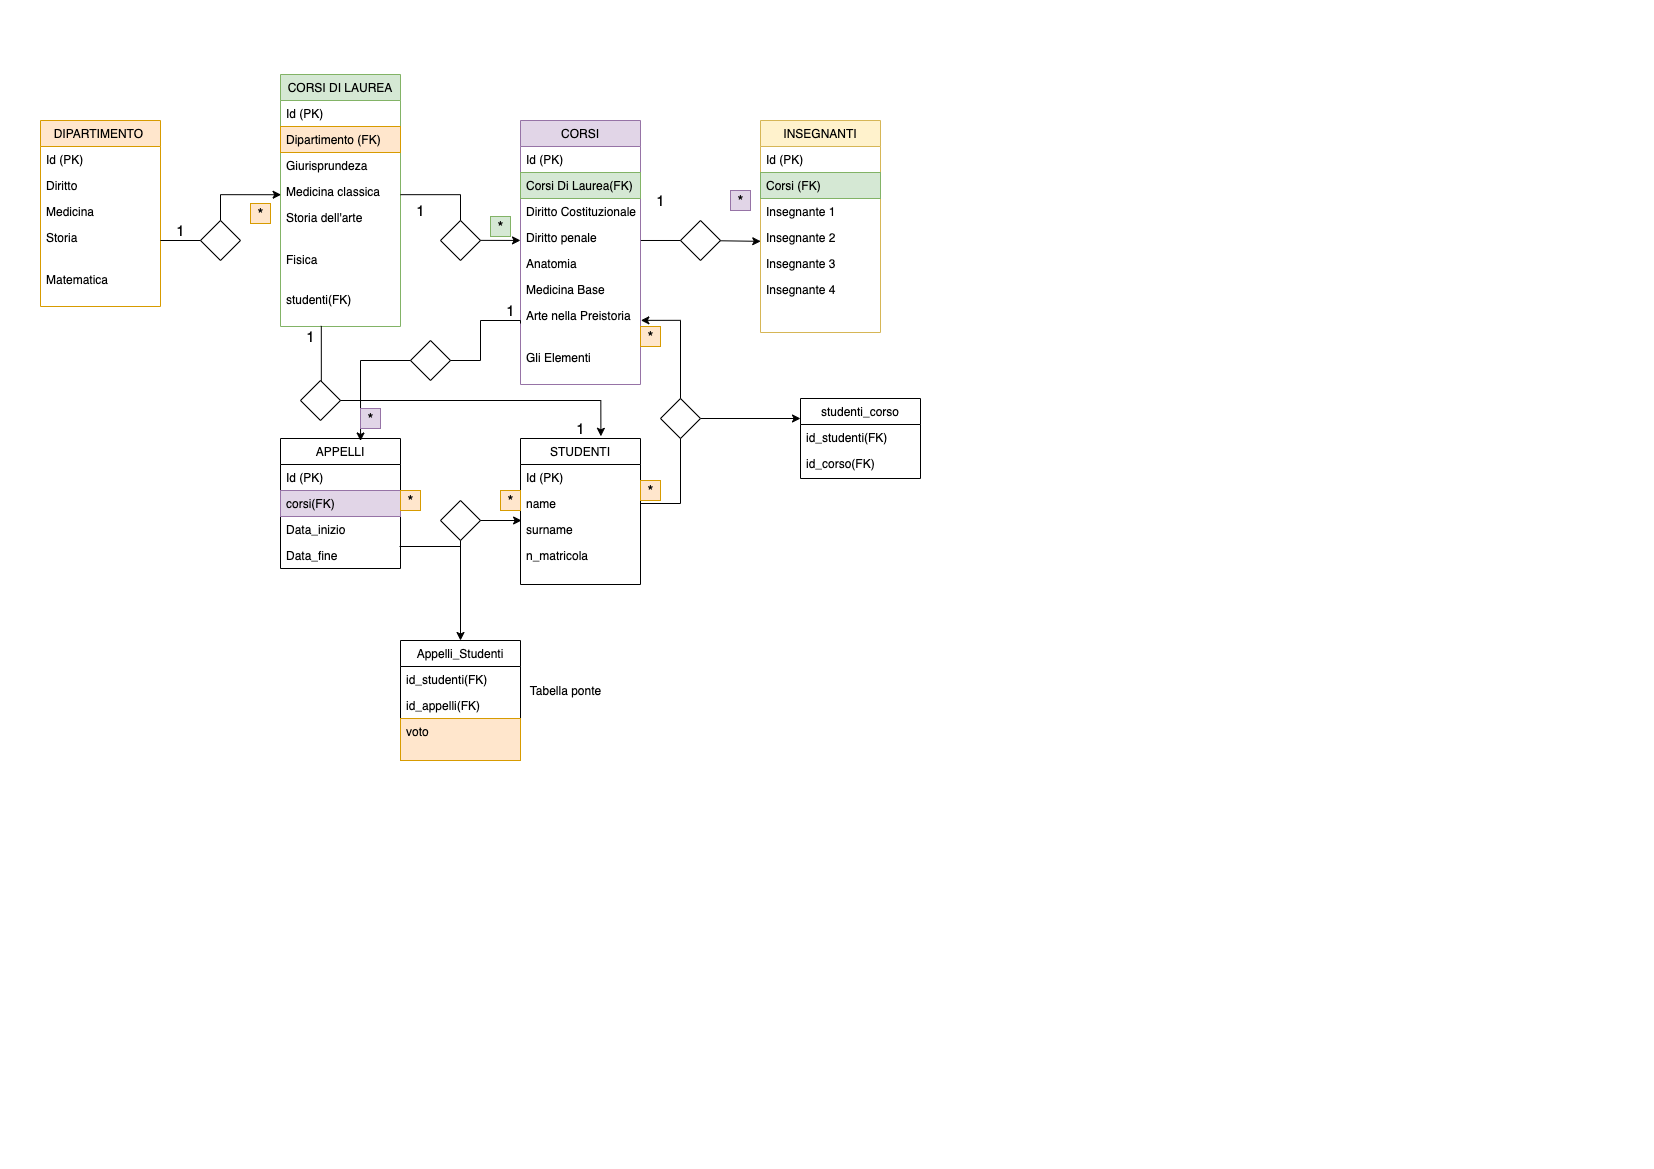 DIPARTIMENTO
Id (PK)
Diritto
Medicina
Storia
Matematica
1
*
CORSI DI LAUREA
Id (PK)
Dipartimento (FK)
Giurisprundeza
Medicina classica
Storia dell'arte
Fisica
studenti(FK)
1
*
1
CORSI
Id (PK)
Corsi Di Laurea(FK)
Diritto Costituzionale
Diritto penale
Anatomia
Medicina Base
Arte nella Preistoria
Gli Elementi
1
*
1
*
INSEGNANTI
Id (PK)
Corsi (FK)
Insegnante 1
Insegnante 2
Insegnante 3
Insegnante 4
*
APPELLI
Id (PK)
corsi(FK)
Data_inizio
Data_fine
*
*
1
STUDENTI
Id (PK)
name
surname
n_matricola
*
studenti_corso
id_studenti(FK)
id_corso(FK)
Appelli_Studenti
id_studenti(FK)
id_appelli(FK)
voto
Tabella ponte